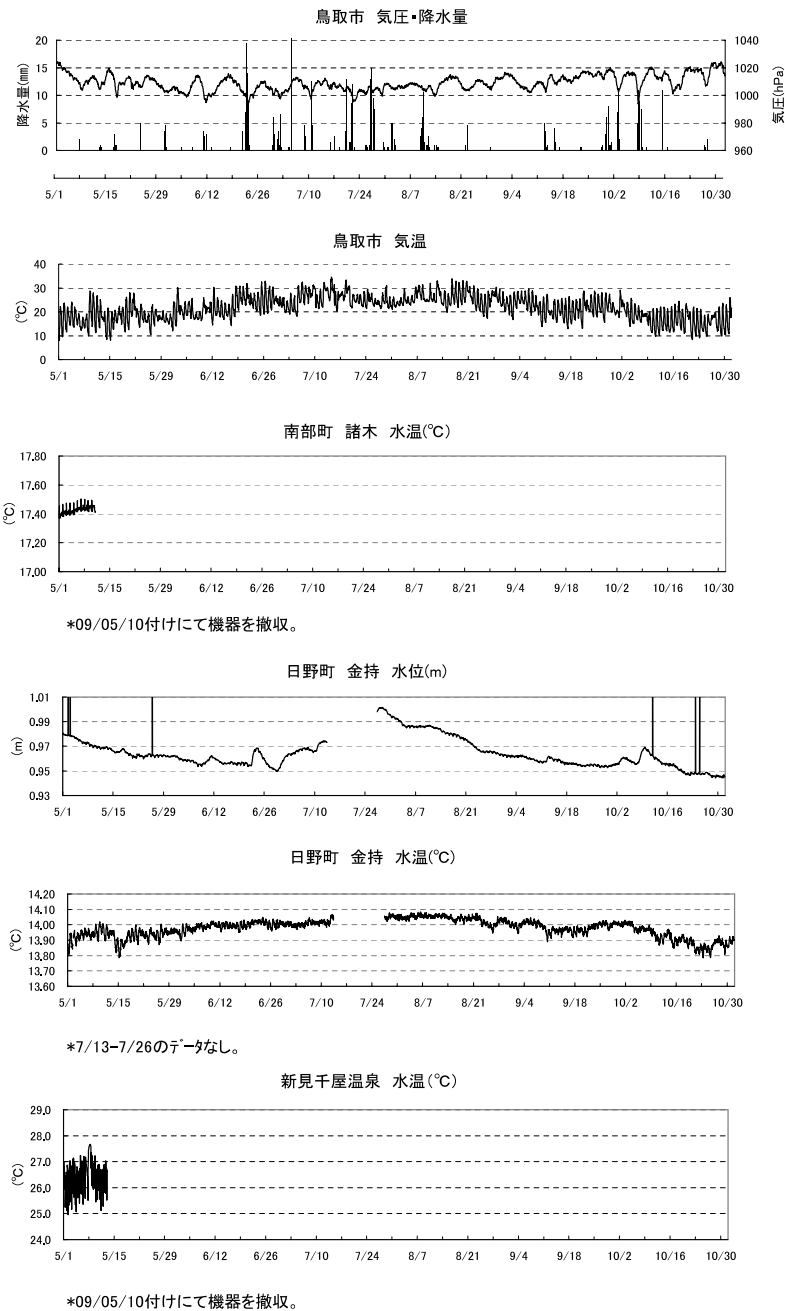 鳥取市 気圧・降水量
20 15 10 5 0
降水量(mm)
1040 1020 1000 980 960
気圧(hPa)
5/1 5/15 5/29 6/12 6/26 7/10 7/24 8/7 8/21 9/4 9/18 10/2 10/16 10/30
鳥取市 気温
40 30 20 10 0
(℃)
5/1 5/15 5/29 6/12 6/26 7/10 7/24 8/7 8/21 9/4 9/18 10/2 10/16 10/30
南部町 諸木 水温(℃)
17.80 17.60 17.40 17.20 17.00
(℃)
5/1 5/15 5/29 6/12 6/26 7/10 7/24 8/7 8/21 9/4 9/18 10/2 10/16 10/30
*09/05/10付けにて機器を撤収。
日野町 金持 水位(m)
1.01 0.99 0.97 0.95 0.93
(m)
5/1 5/15 5/29 6/12 6/26 7/10 7/24 8/7 8/21 9/4 9/18 10/2 10/16 10/30
日野町 金持 水温(℃)
14.20 14.10 14.00 13.90 13.80 13.70 13.60
(℃)
5/1 5/15 5/29 6/12 6/26 7/10 7/24 8/7 8/21 9/4 9/18 10/2 10/16 10/30
*7/13-7/26のデータなし。
新見千屋温泉 水温(℃)
29.0 28.0 27.0 26.0 25.0 24.0
(℃)
5/1 5/15 5/29 6/12 6/26 7/10 7/24 8/7 8/21 9/4 9/18 10/2 10/16 10/30
*09/05/10付けにて機器を撤収。